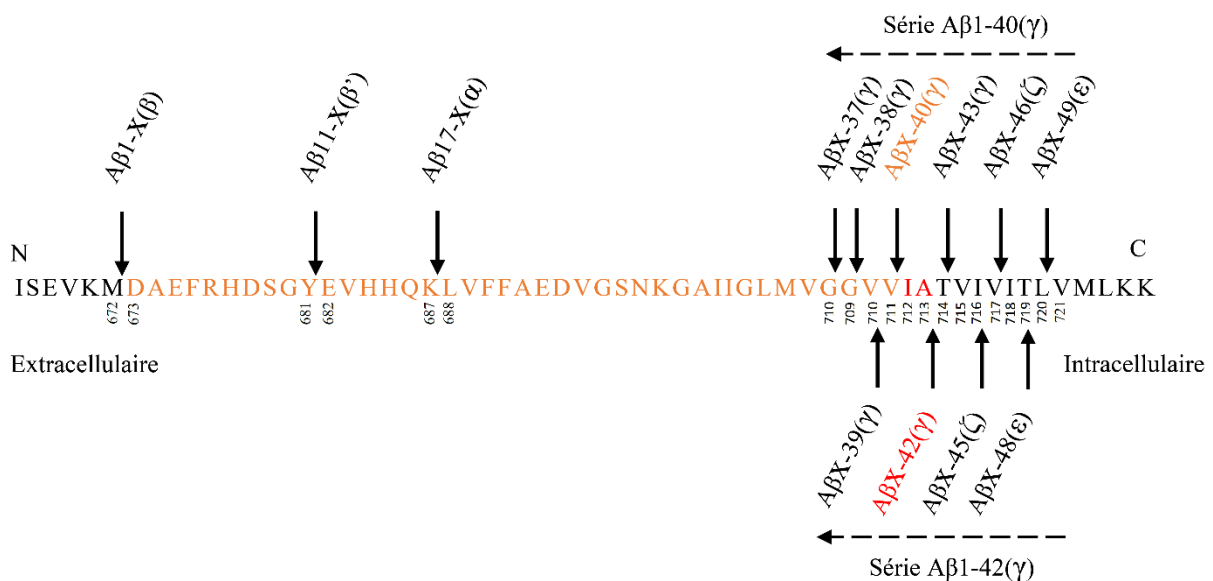 Série Aβ1-40(γ)
Aβ1-X(β)
Aβ11-X(β’)
Aβ17-X(α)
AβX-37(γ)
AβX-38(γ)
AβX-40(γ)
AβX-43(γ)
AβX-46(ζ)
AβX-49(ε)
N
C
ISEVKMDAEFRHDSGYEVHHQKLVFFAEDVGSNKGAIIGLMVGGVVIATVIVITLVMLKK
672 673 681 682 687 688 710 709 710 711 712 713 714 715 716 717 718 719 720 721
Extracellulaire
Intracellulaire
AβX-39(γ)
AβX-42(γ)
AβX-45(ζ)
AβX-48(ε)
Série Aβ1-42(γ)